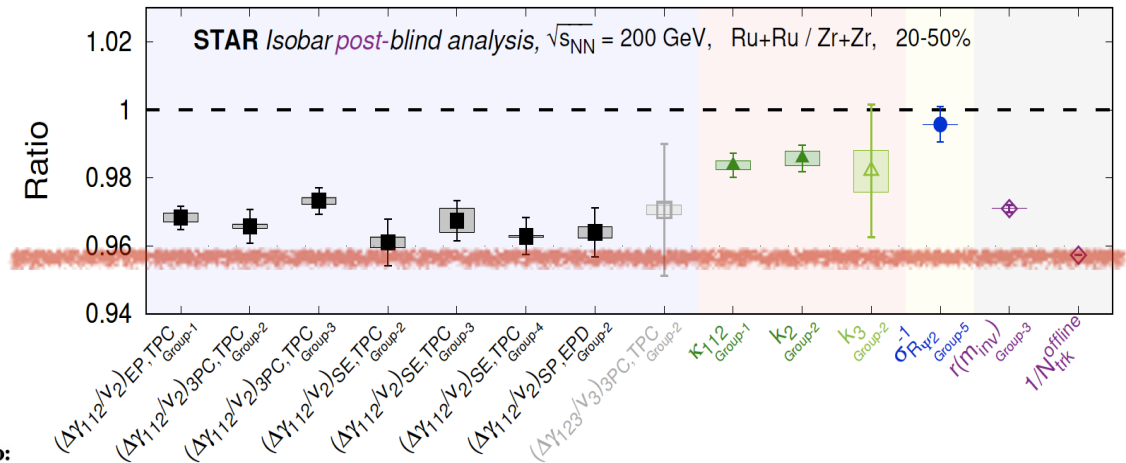 1.02
STAR Isobar post-blind analysis, √sNN = 200 GeV, Ru+Ru / Zr+Zr, 20-50%
1
Ratio
0.98
0.96
0.94
(Δγ112/v2)EP, TPC Group-1
(Δγ112/v2)3PC, TPC Group-2
(Δγ112/v2)3PC, TPC Group-3
(Δγ112/v2)SE, TPC Group-2
(Δγ112/v2)SE, TPC Group-3
(Δγ112/v2)SE, TPC Group-4
(Δγ112/v2)SP, EPD Group-2
(Δγ123/v3)3PC, TPC Group-2
κ112 Group-1
k2 Group-2
k3 Group-2
σ-1RΨ2 Group-5
r(minv) Group-3
1/Nofflinetrk